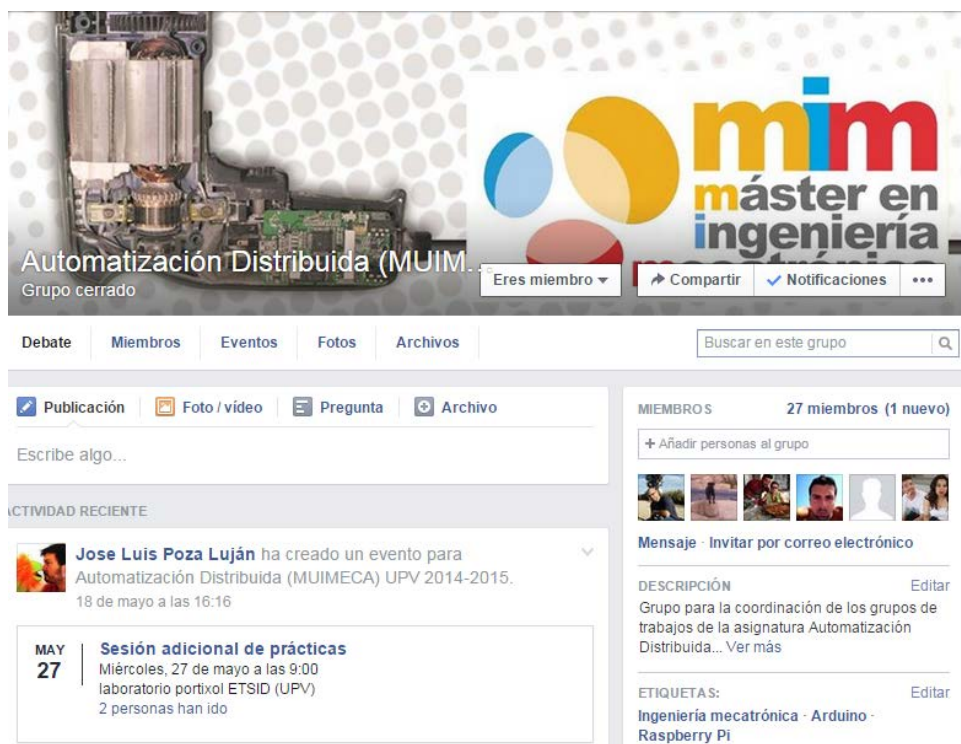 mim
máster en
ingeniería
Automatización Distribuida (MUIM...
Grupo cerrado
Eres miembro
Compartir
Notificaciones
Debate
Miembros
Eventos
Fotos
Archivos
Buscar en este grupo
Publicación
Foto / vídeo
Pregunta
Archivo
Escribe algo...
ACTIVIDAD RECIENTE
Jose Luis Poza Luján ha creado un evento para
Automatización Distribuida (MUIMECA) UPV 2014-2015.
18 de mayo a las 16:16
MAY
27
Sesión adicional de prácticas
Miércoles, 27 de mayo a las 9:00
laboratorio portixol ETSID (UPV)
2 personas han ido
MIEMBROS
27 miembros (1 nuevo)
+ Añadir personas al grupo
Mensaje · Invitar por correo electrónico
DESCRIPCIÓN
Editar
Grupo para la coordinación de los grupos de
trabajos de la asignatura Automatización
Distribuida... Ver más
ETIQUETAS:
Editar
Ingeniería mecatrónica · Arduino ·
Raspberry Pi